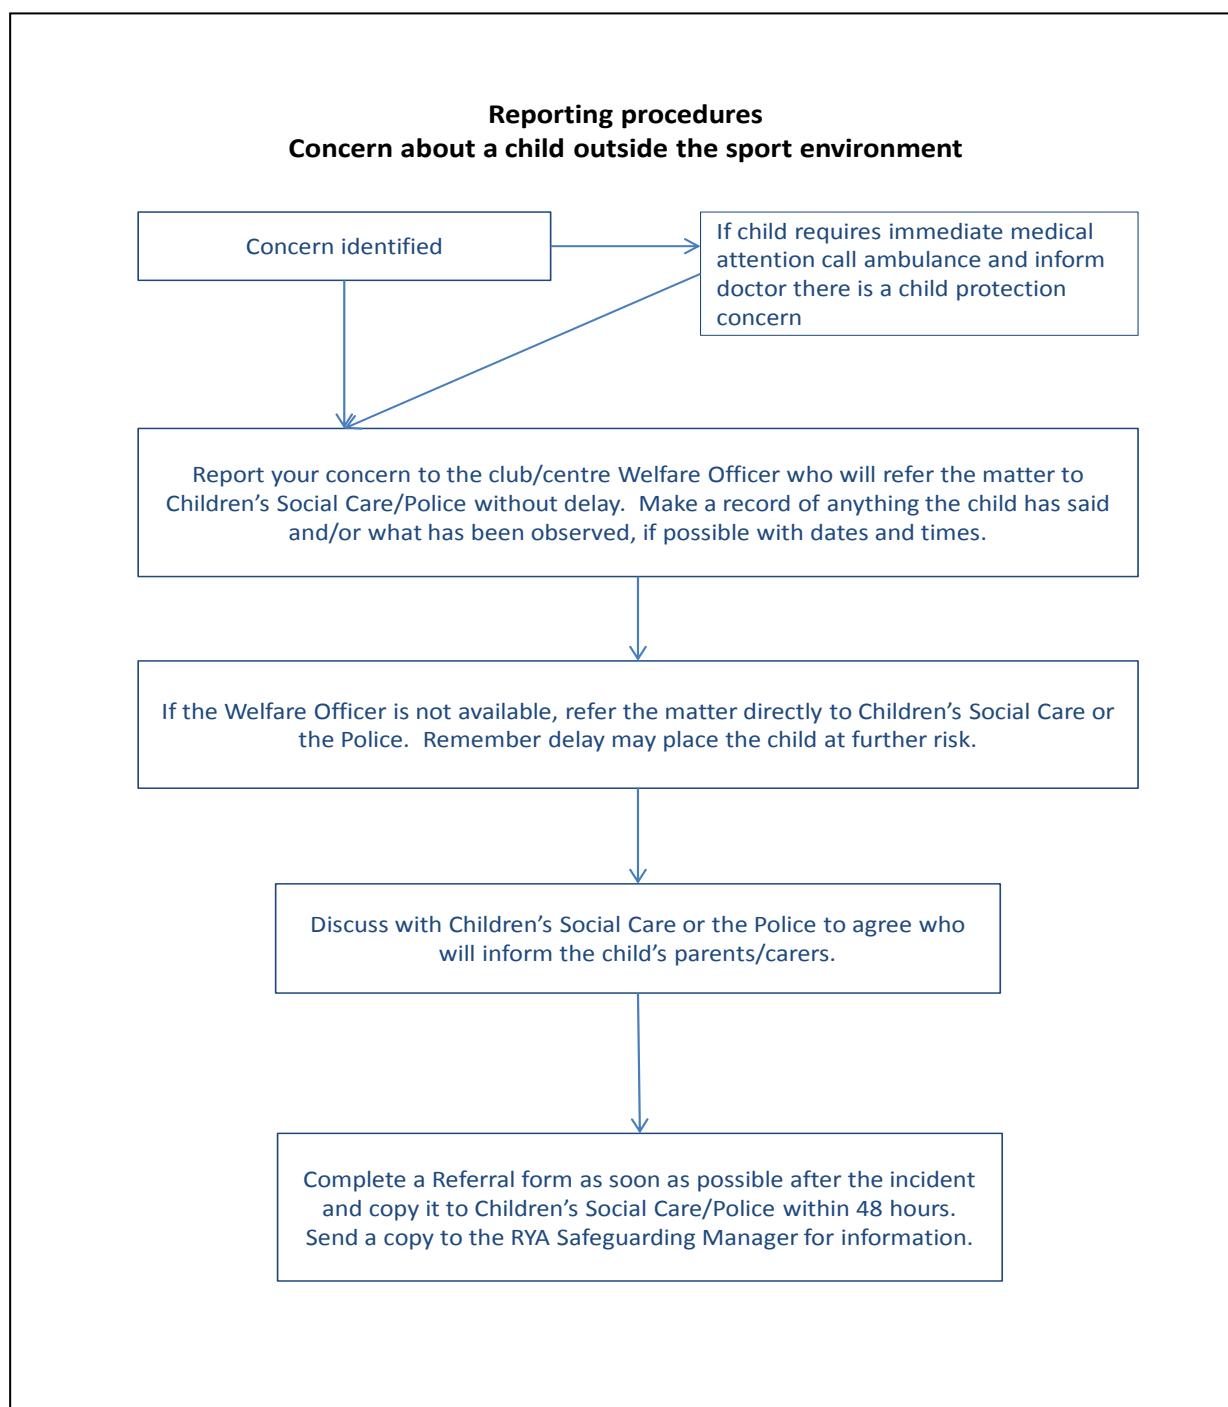 Reporting procedures
Concern about a child outside the sport environment
Concern identified
If child requires immediate medical
attention call ambulance and inform
doctor there is a child protection
concern
Report your concern to the club/centre Welfare Officer who will refer the matter to
Children’s Social Care/Police without delay.  Make a record of anything the child has said
and/or what has been observed, if possible with dates and times.
If the Welfare Officer is not available, refer the matter directly to Children’s Social Care or
the Police.  Remember delay may place the child at further risk.
Discuss with Children’s Social Care or the Police to agree who
will inform the child’s parents/carers.
Complete a Referral form as soon as possible after the incident
and copy it to Children’s Social Care/Police within 48 hours.
Send a copy to the RYA Safeguarding Manager for information.